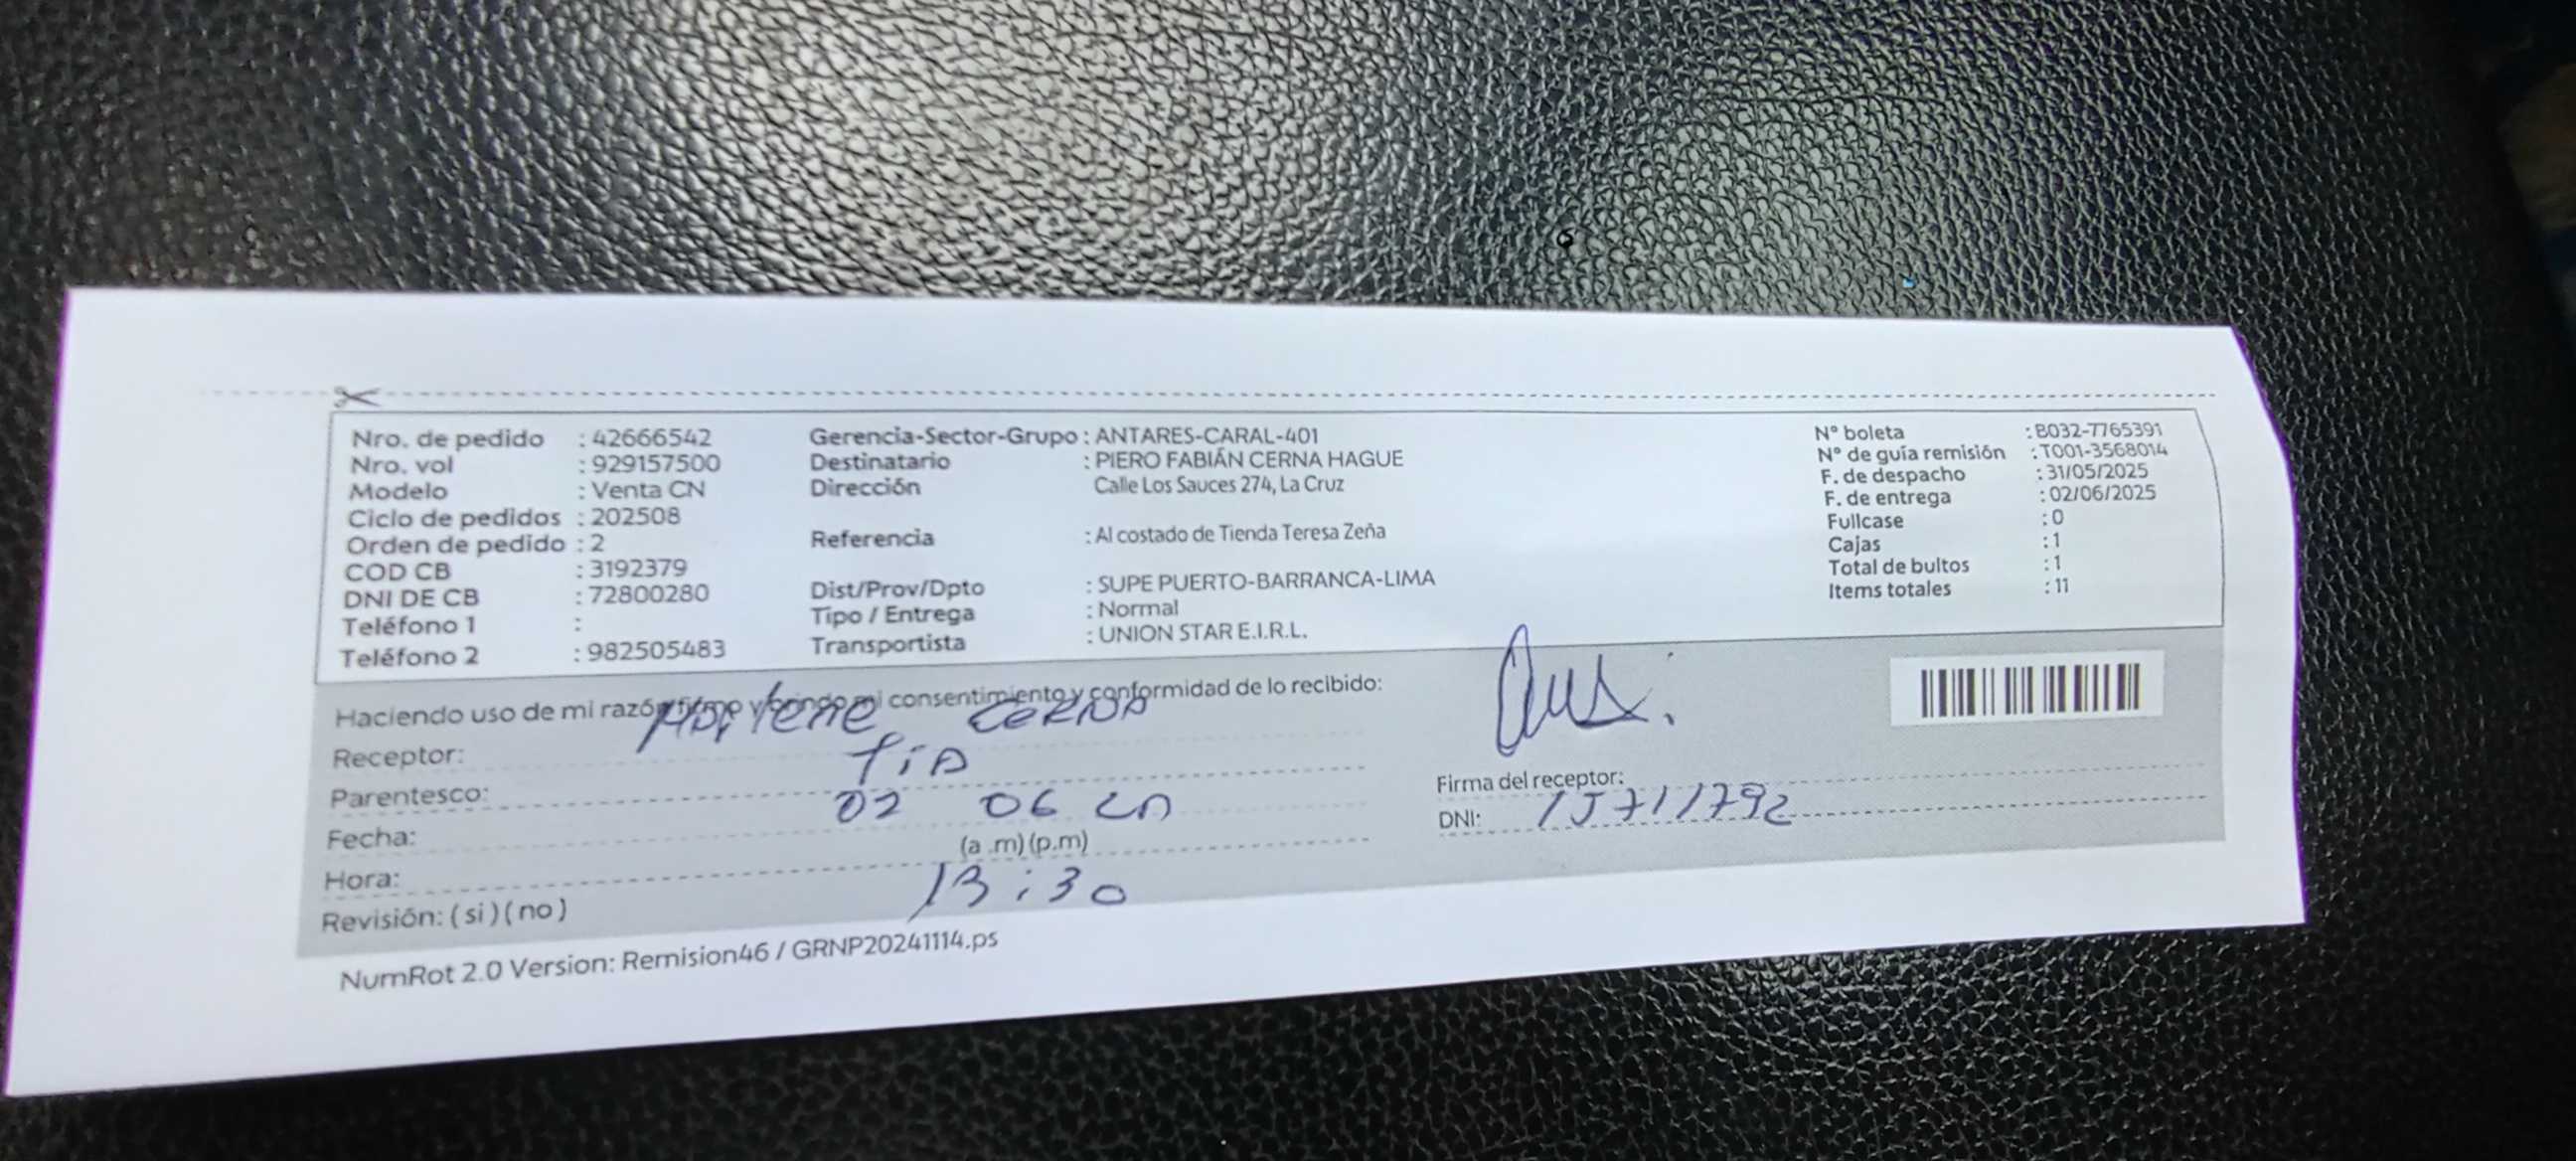 Nro. de pedido : 42666542
Nro. vol : 929157500
Modelo : Venta CN
Ciclo de pedidos : 202508
Orden de pedido : 2
COD CB : 3192379
DNI DE CB : 72800280
Teléfono 1 :
Teléfono 2 : 982505483
Gerencia-Sector-Grupo : ANTARES-CARAL-401
Destinatario : PIERO FABIÁN CERNA HAGUE
Dirección Calle Los Sauces 274, La Cruz
Referencia : Al costado de Tienda Teresa Zeña
Dist/Prov/Dpto : SUPE PUERTO-BARRANCA-LIMA
Tipo / Entrega : Normal
Transportista : UNION STAR E.I.R.L.
N° boleta : B032-7765391
N° de guía remisión : T001-3568014
F. de despacho : 31/05/2025
F. de entrega : 02/06/2025
Fullcase : 0
Cajas : 1
Total de bultos : 1
Items totales : 11
Haciendo uso de mi razón firmo y brindo mi consentimiento y conformidad de lo recibido:
Receptor: CERNA
Parentesco: TIA
Fecha: 02 06
(a .m) (p.m)
Hora: 13:30
Revisión: ( si ) ( no )
Firma del receptor:
DNI: 15711792
NumRot 2.0 Version: Remision46 / GRNP20241114.ps